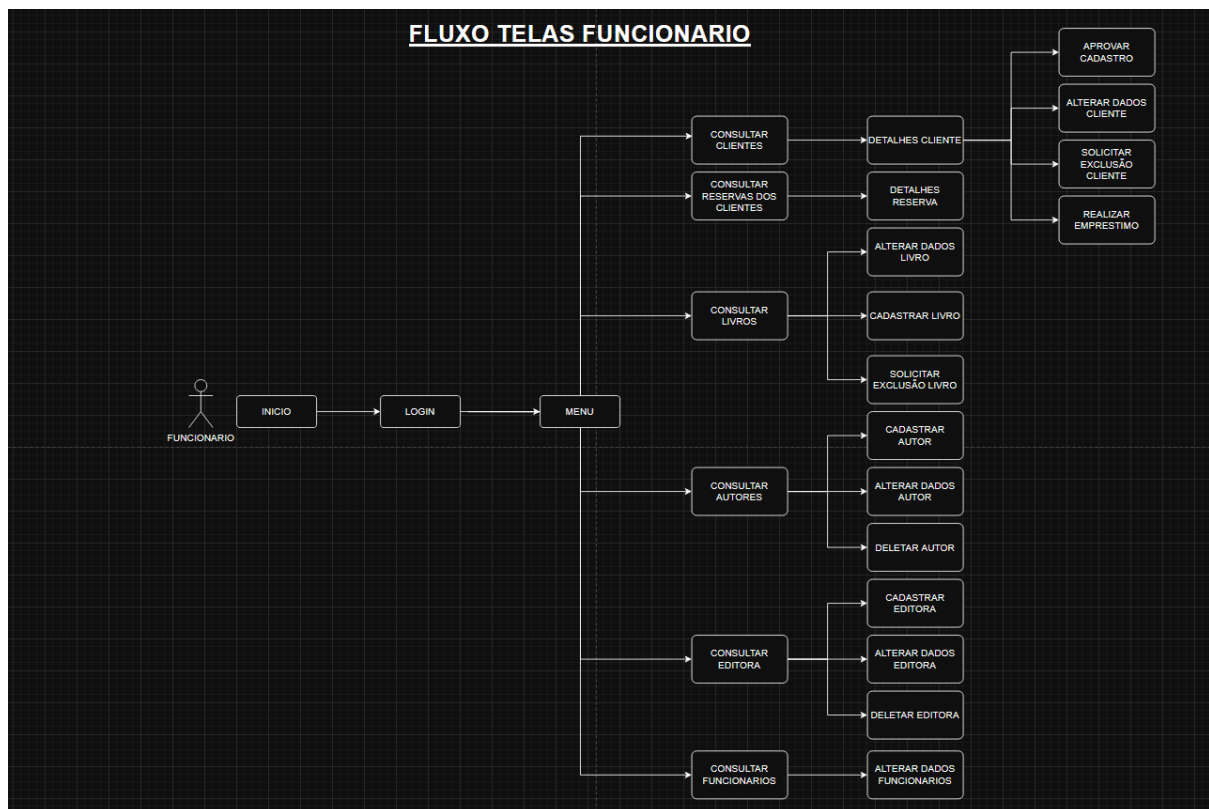 FLUXO TELAS FUNCIONARIO
APROVAR
CADASTRO
ALTERAR DADOS
CLIENTE
SOLICITAR
EXCLUSÃO
CLIENTE
REALIZAR
EMPRESTIMO
CONSULTAR
CLIENTES
DETALHES CLIENTE
CONSULTAR
RESERVAS DOS
CLIENTES
DETALHES
RESERVA
ALTERAR DADOS
LIVRO
CONSULTAR
LIVROS
CADASTRAR LIVRO
SOLICITAR
EXCLUSÃO LIVRO
FUNCIONARIO
INICIO
LOGIN
MENU
CADASTRAR
AUTOR
CONSULTAR
AUTORES
ALTERAR DADOS
AUTOR
DELETAR AUTOR
CADASTRAR
EDITORA
CONSULTAR
EDITORA
ALTERAR DADOS
EDITORA
DELETAR EDITORA
CONSULTAR
FUNCIONARIOS
ALTERAR DADOS
FUNCIONARIOS